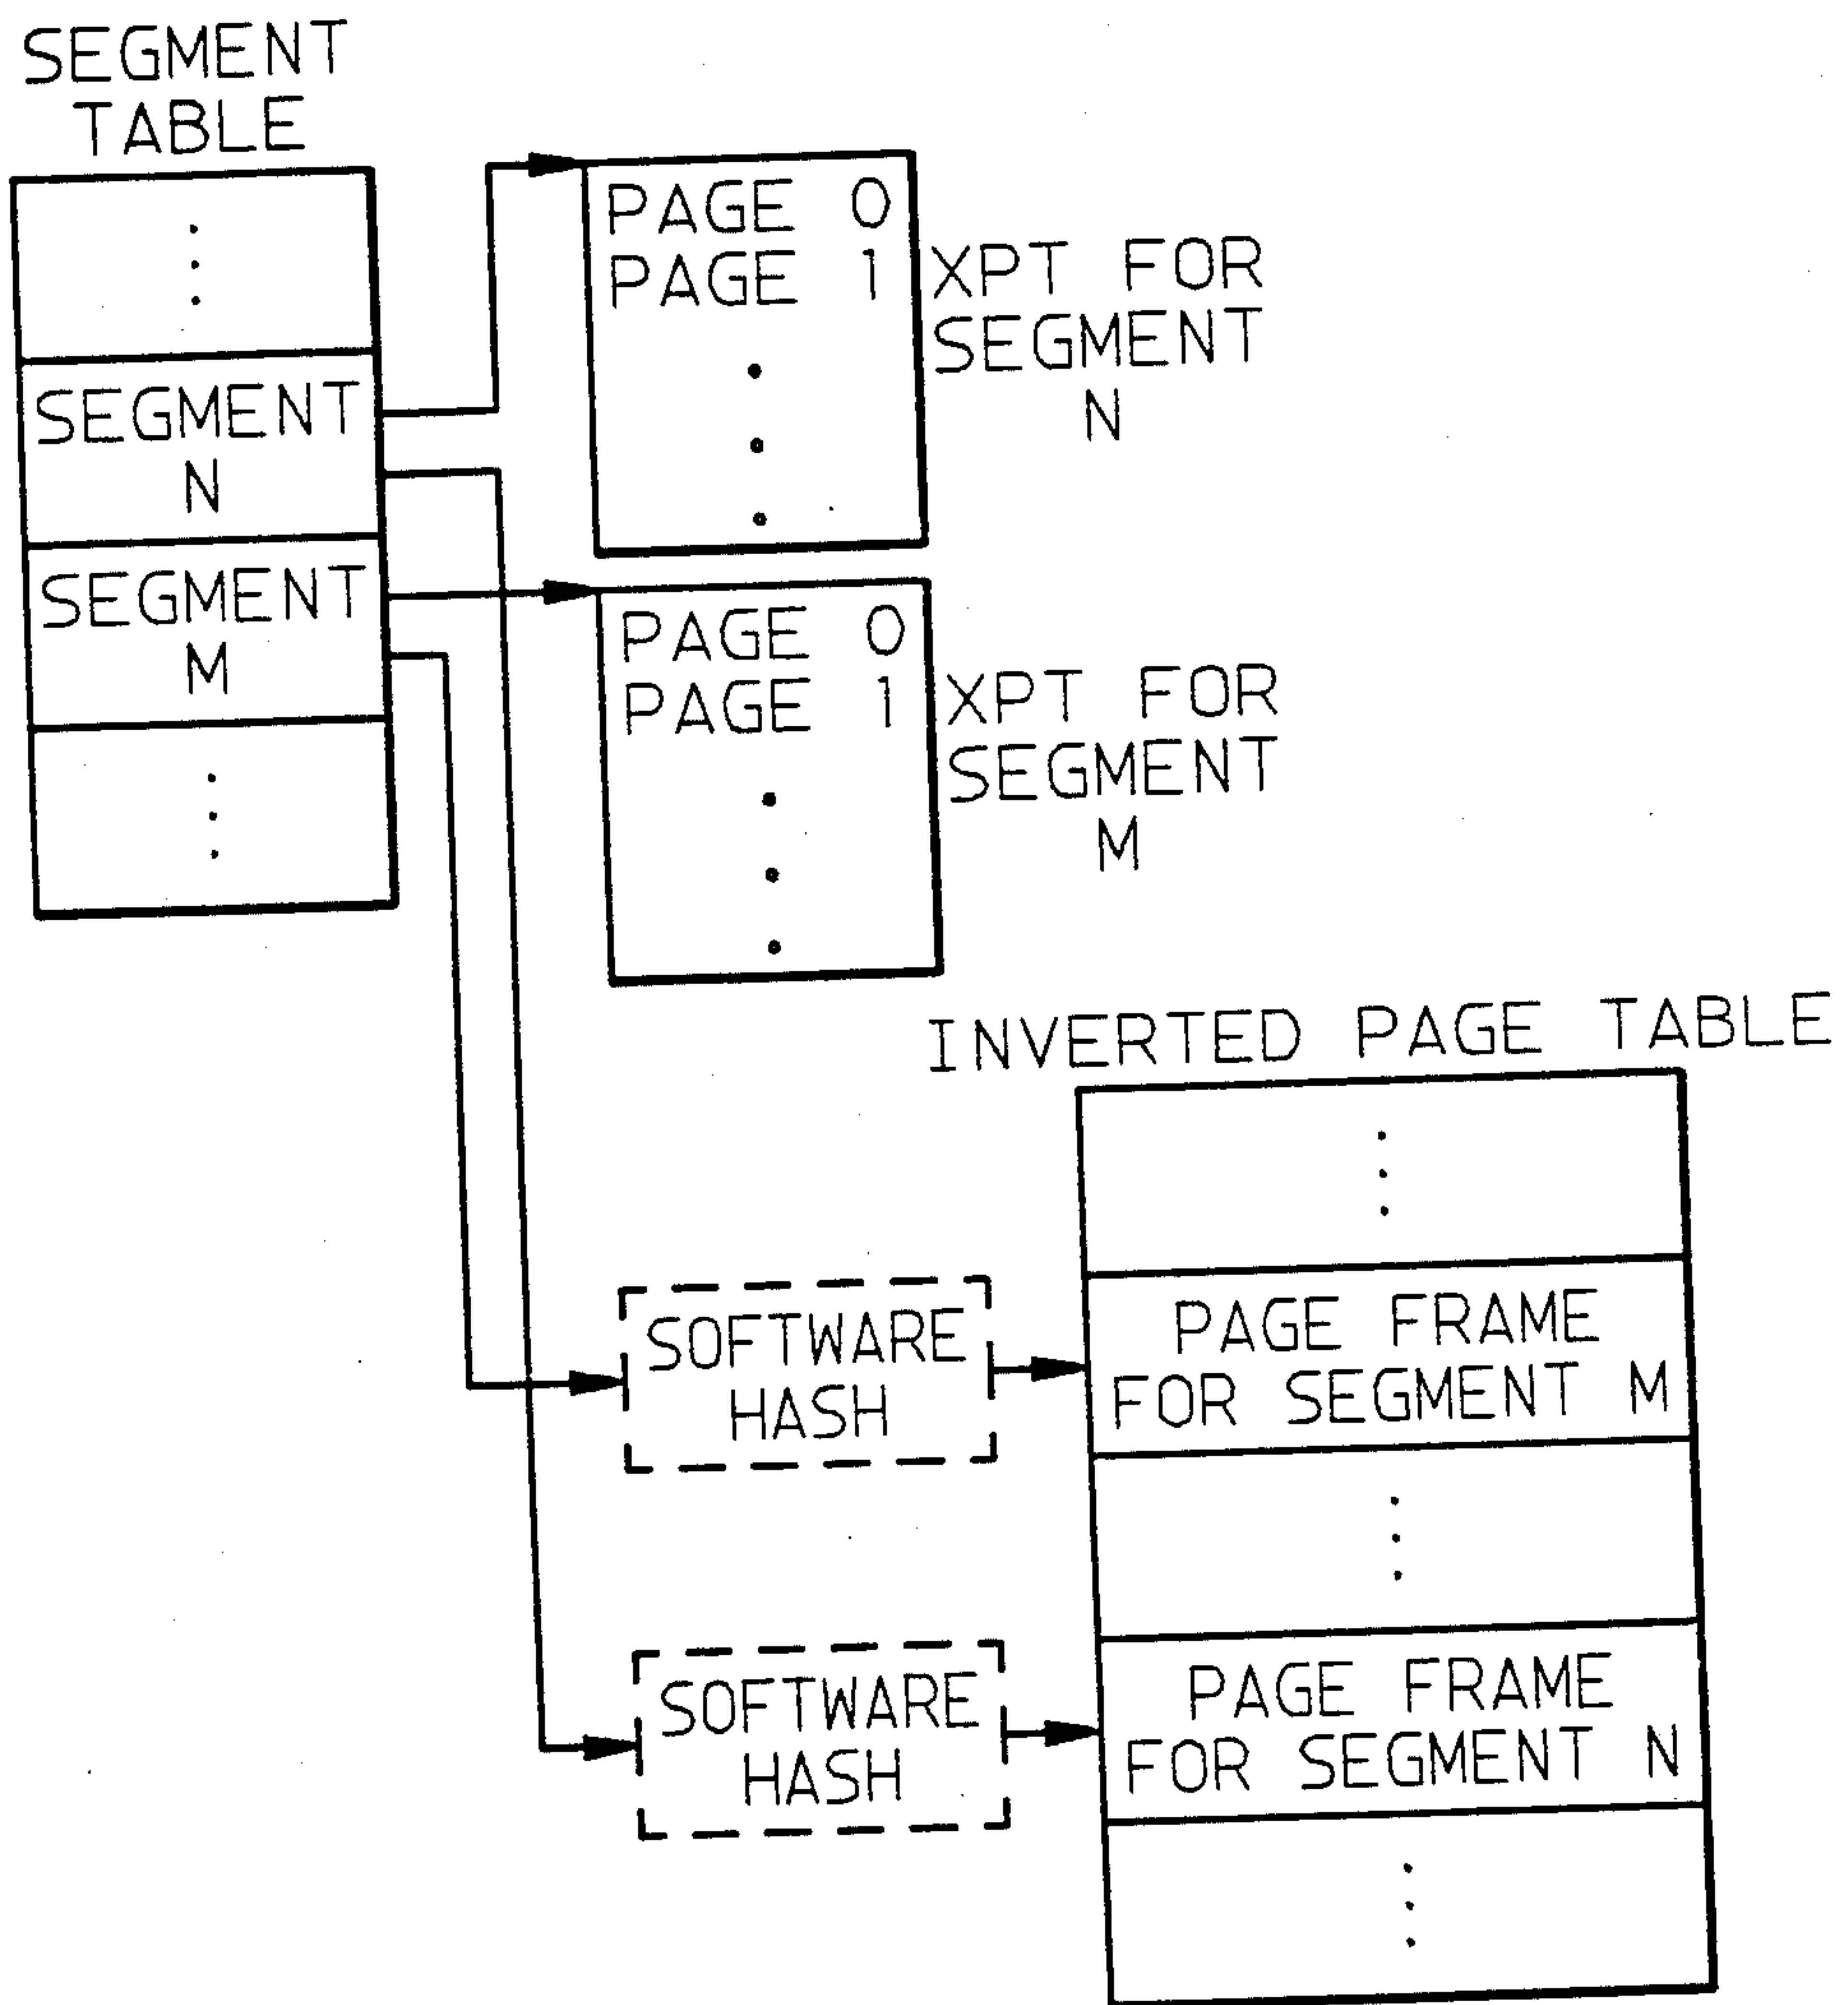 SEGMENT
TABLE
SEGMENT
N
SEGMENT
M
PAGE 0
PAGE 1
XPT FOR
SEGMENT
N
PAGE 0
PAGE 1
XPT FOR
SEGMENT
M
INVERTED PAGE TABLE
SOFTWARE
HASH
PAGE FRAME
FOR SEGMENT M
SOFTWARE
HASH
PAGE FRAME
FOR SEGMENT N